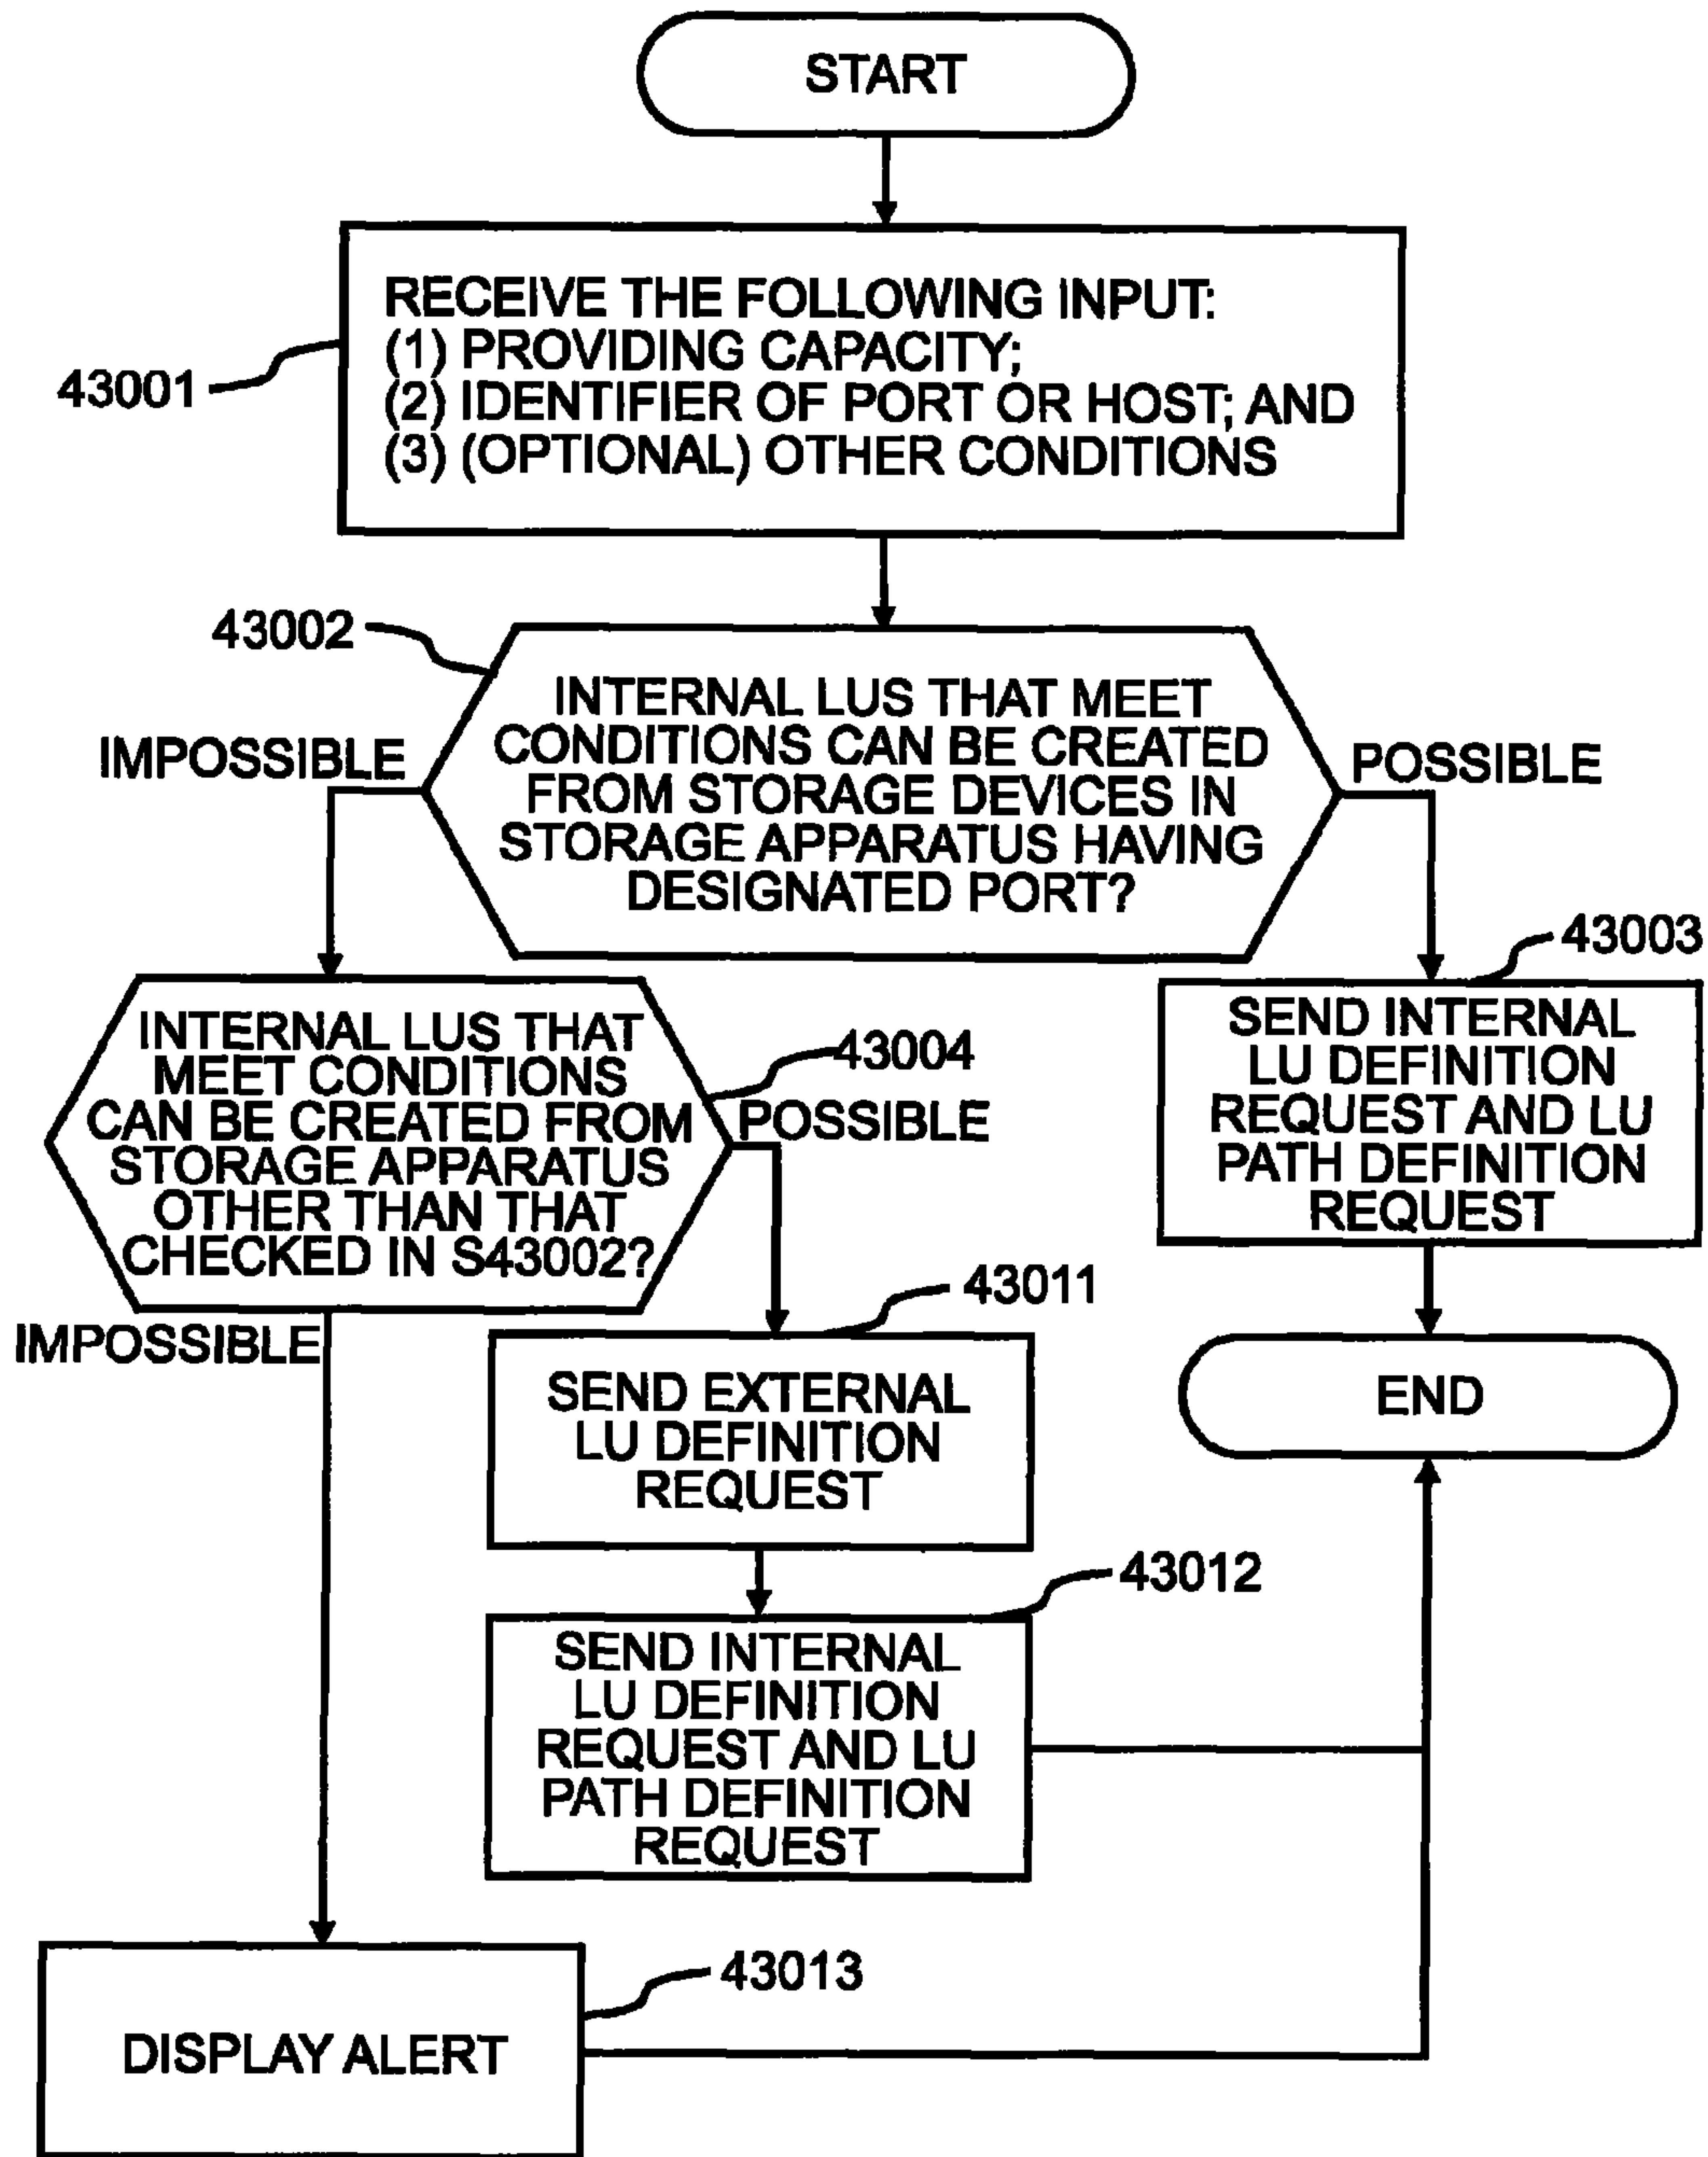 START
RECEIVE THE FOLLOWING INPUT:
(1) PROVIDING CAPACITY;
(2) IDENTIFIER OF PORT OR HOST; AND
(3) (OPTIONAL) OTHER CONDITIONS
43001
43002
INTERNAL LUS THAT MEET
CONDITIONS CAN BE CREATED
FROM STORAGE DEVICES IN
STORAGE APPARATUS HAVING
DESIGNATED PORT?
IMPOSSIBLE
POSSIBLE
43003
SEND INTERNAL
LU DEFINITION
REQUEST AND LU
PATH DEFINITION
REQUEST
INTERNAL LUS THAT
MEET CONDITIONS
CAN BE CREATED FROM
STORAGE APPARATUS
OTHER THAN THAT
CHECKED IN S43002?
43004
POSSIBLE
IMPOSSIBLE
43011
SEND EXTERNAL
LU DEFINITION
REQUEST
END
43012
SEND INTERNAL
LU DEFINITION
REQUEST AND LU
PATH DEFINITION
REQUEST
43013
DISPLAY ALERT